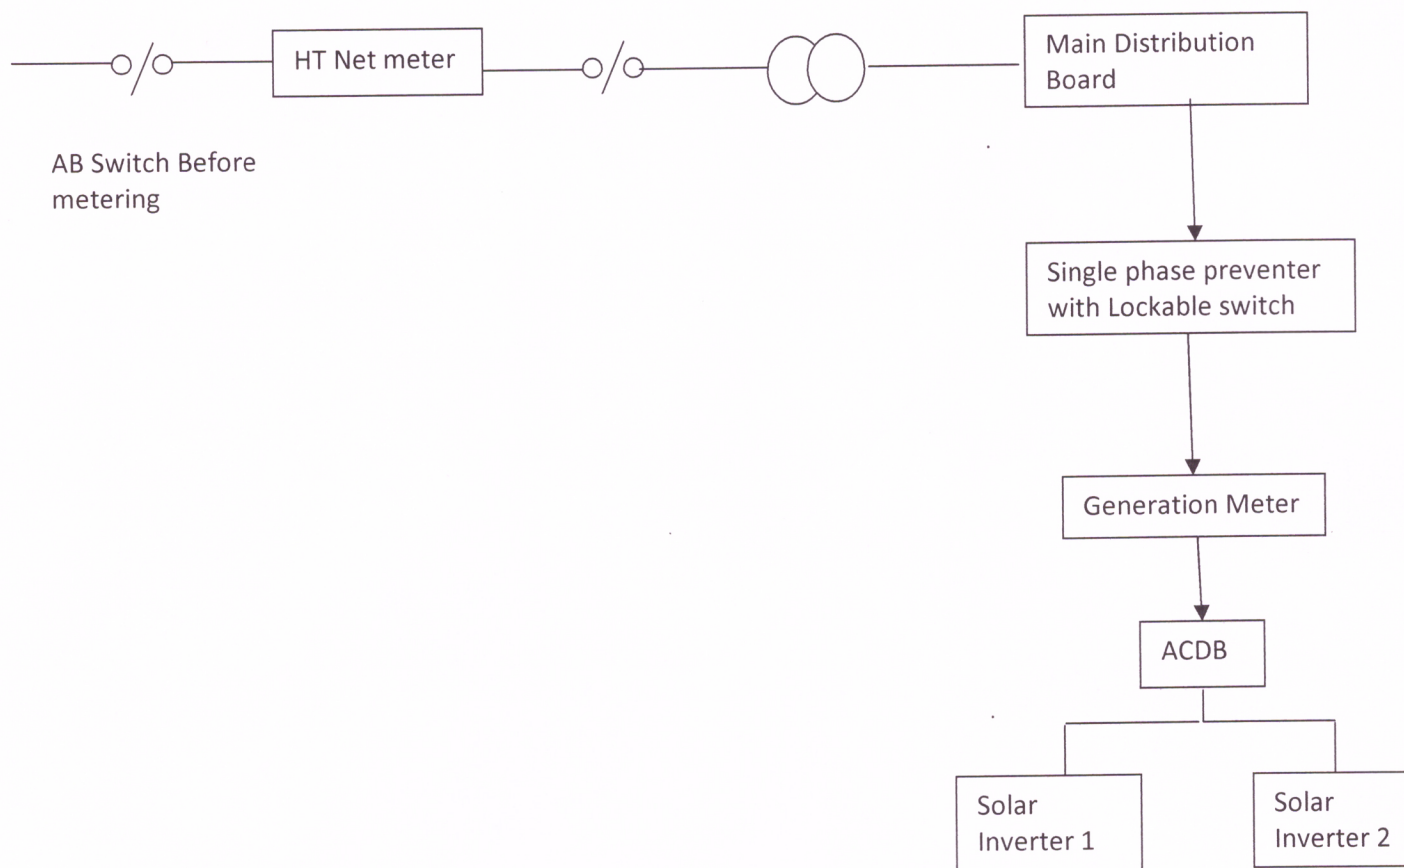 HT Net meter
Main Distribution
Board
AB Switch Before
metering
Single phase preventer
with Lockable switch
Generation Meter
ACDB
Solar
Inverter 1
Solar
Inverter 2